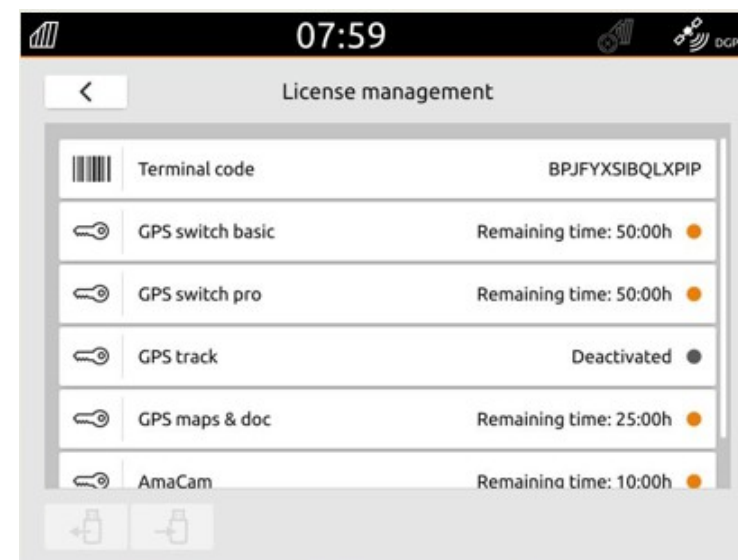 07:59
DGP
License management
Terminal code BPJFYXSIBQLXPIP
GPS switch basic Remaining time: 50:00h
GPS switch pro Remaining time: 50:00h
GPS track Deactivated
GPS maps & doc Remaining time: 25:00h
AmaCam Remaining time: 10:00h